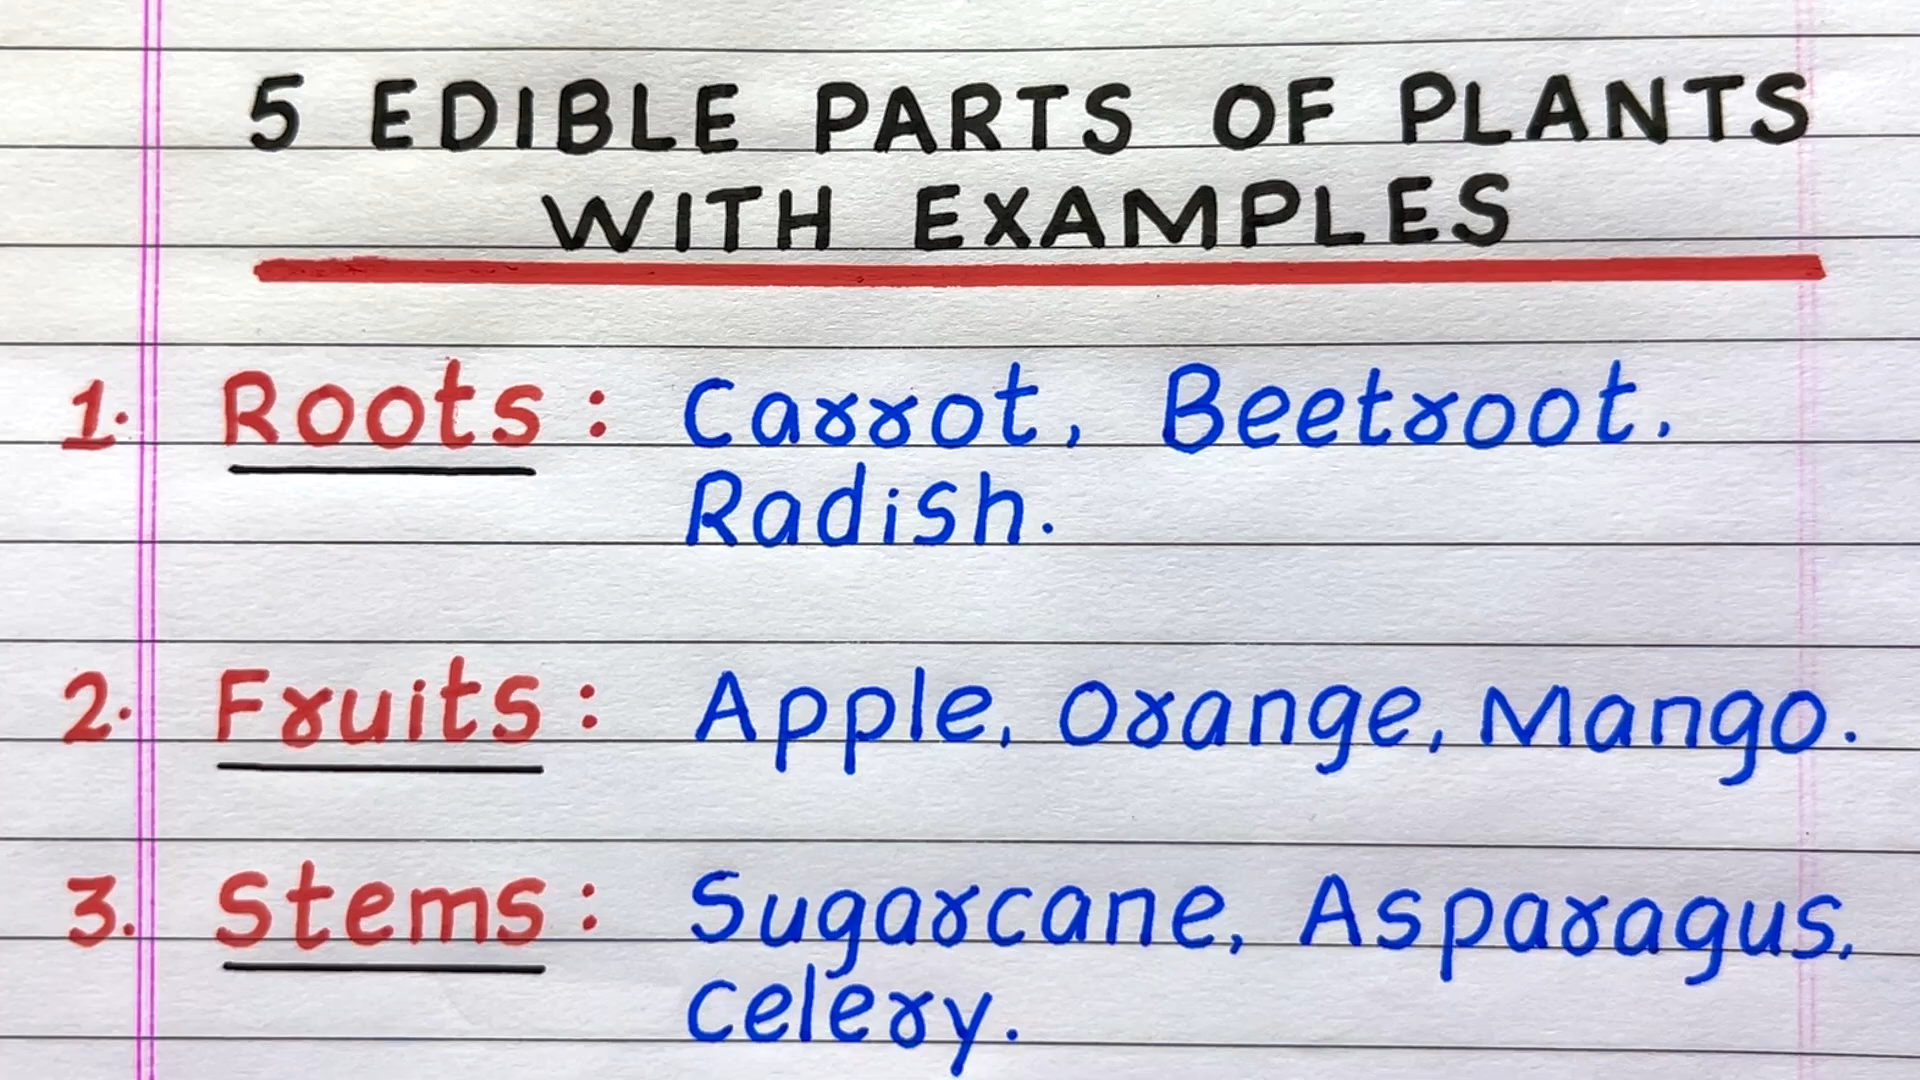 5 EDIBLE PARTS OF PLANTS
WITH EXAMPLES
1. Roots : Carrot, Beetroot.
Radish.
2. Fruits : Apple, Orange, Mango.
3. Stems : Sugarcane, Asparagus,
Celery.